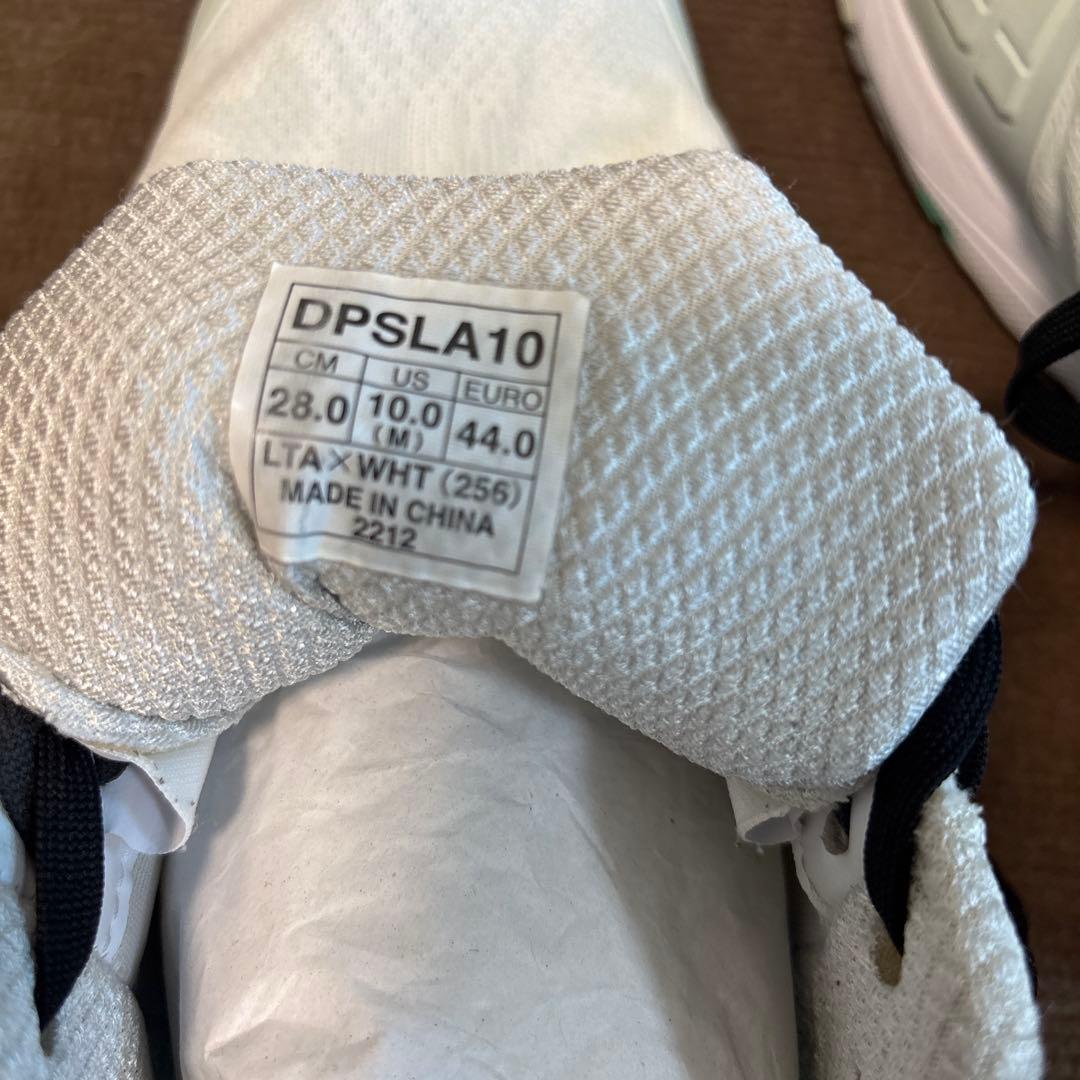 DPSLA10
CM US EURO
28.0 10.0 (M) 44.0
LTA×WHT (256)
MADE IN CHINA
2212